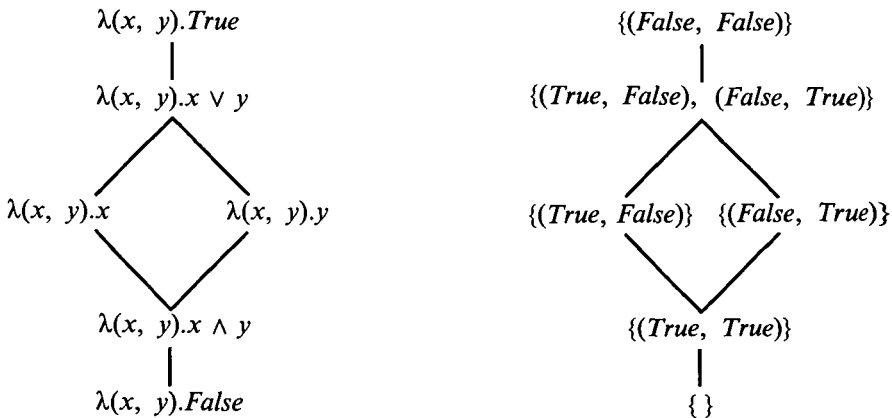 λ(x, y).True
λ(x, y).x ∨ y
λ(x, y).x
λ(x, y).y
λ(x, y).x ∧ y
λ(x, y).False
{(False, False)}
{(True, False), (False, True)}
{(True, False)}
{(False, True)}
{(True, True)}
{ }